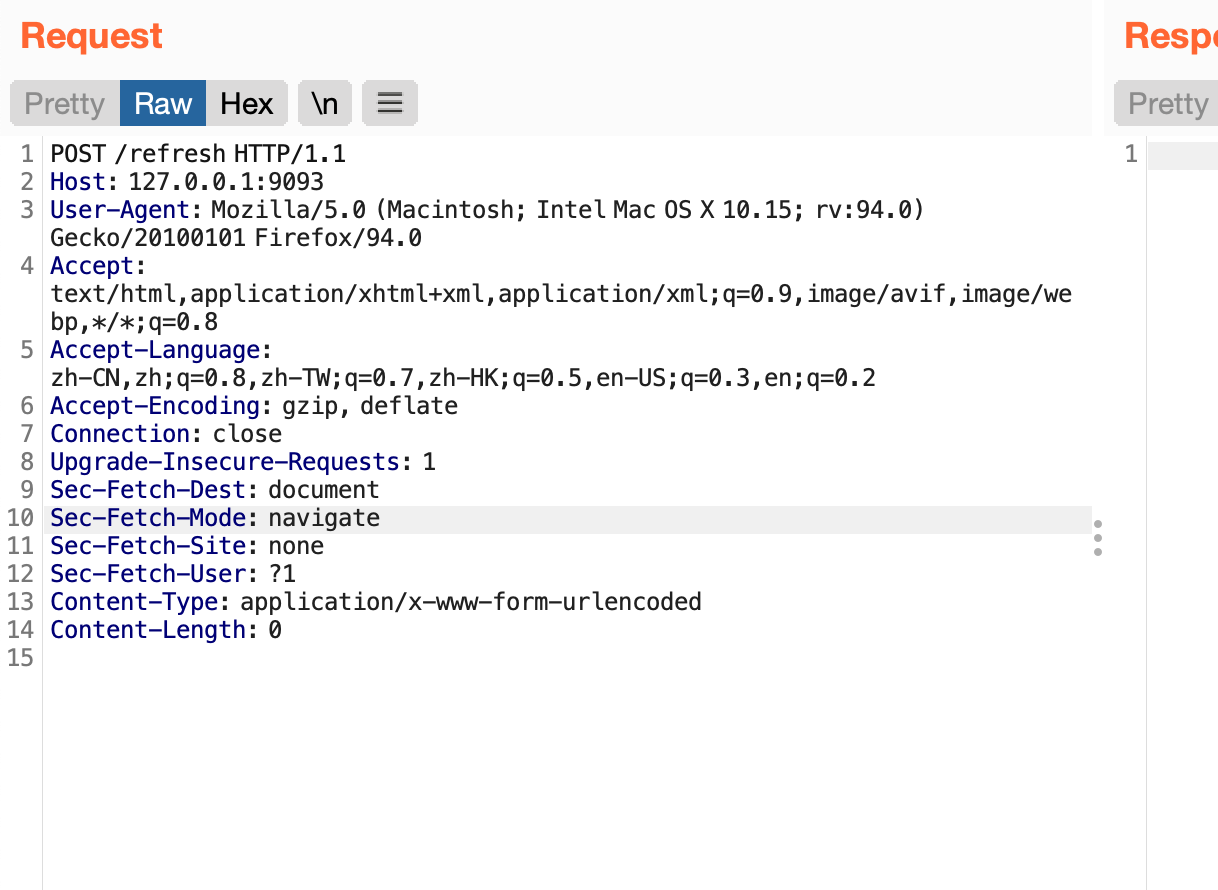 Request
Respo
Pretty Raw Hex \n
Pretty
1 POST /refresh HTTP/1.1
1
2 Host: 127.0.0.1:9093
3 User-Agent: Mozilla/5.0 (Macintosh; Intel Mac OS X 10.15; rv:94.0)
Gecko/20100101 Firefox/94.0
4 Accept:
text/html,application/xhtml+xml,application/xml;q=0.9,image/avif,image/we
bp,*/*;q=0.8
5 Accept-Language:
zh-CN,zh;q=0.8,zh-TW;q=0.7,zh-HK;q=0.5,en-US;q=0.3,en;q=0.2
6 Accept-Encoding: gzip, deflate
7 Connection: close
8 Upgrade-Insecure-Requests: 1
9 Sec-Fetch-Dest: document
10 Sec-Fetch-Mode: navigate
11 Sec-Fetch-Site: none
12 Sec-Fetch-User: ?1
13 Content-Type: application/x-www-form-urlencoded
14 Content-Length: 0
15